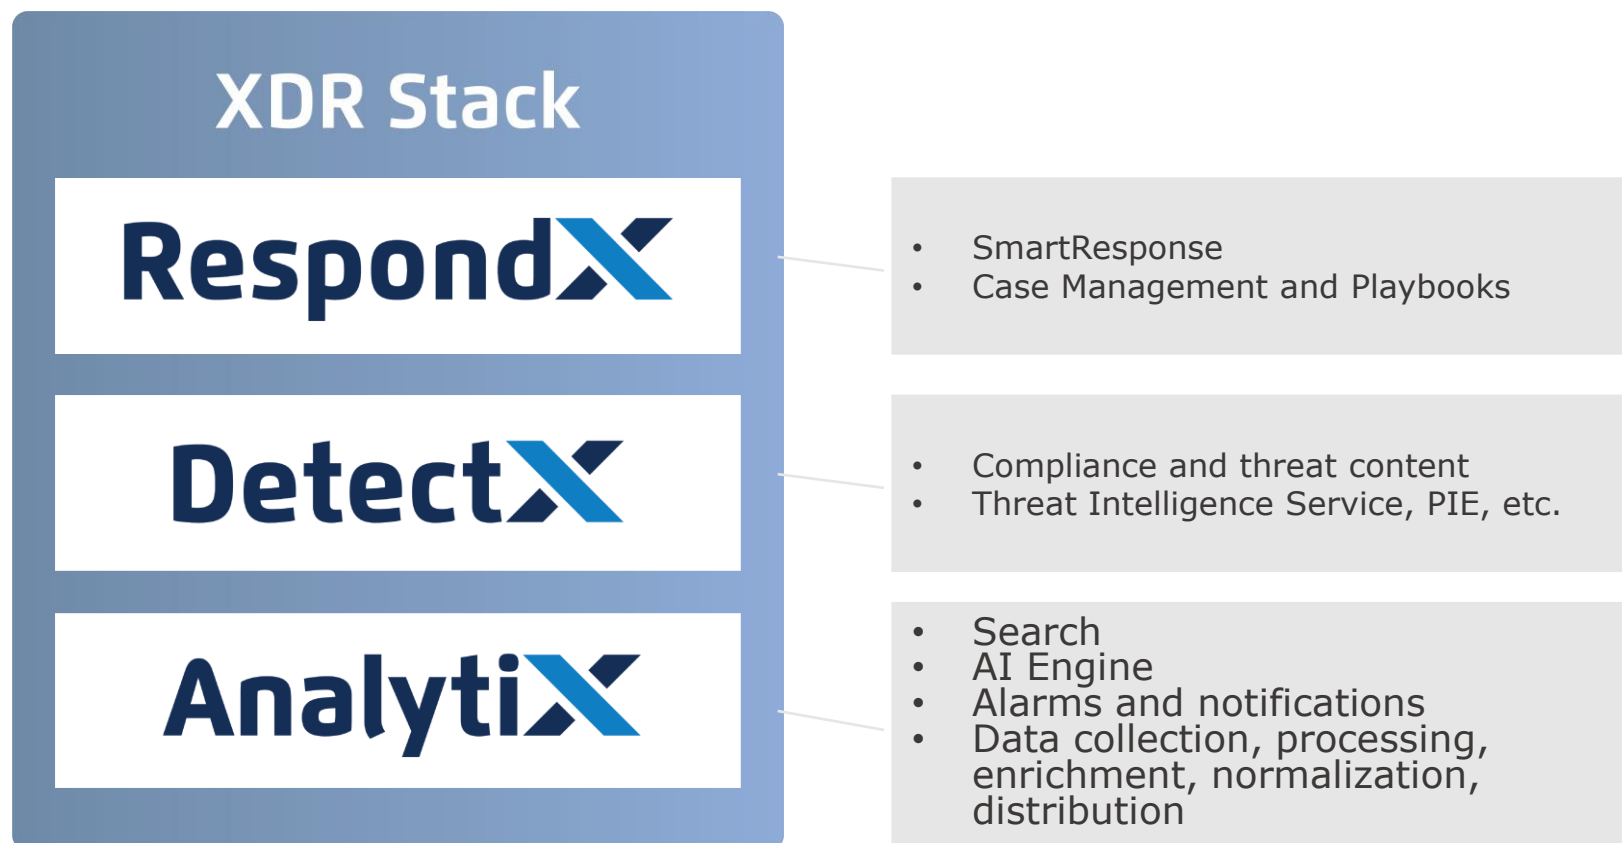 XDR Stack
RespondX
• SmartResponse
• Case Management and Playbooks
DetectX
• Compliance and threat content
• Threat Intelligence Service, PIE, etc.
AnalytiX
• Search
• AI Engine
• Alarms and notifications
• Data collection, processing,
enrichment, normalization,
distribution